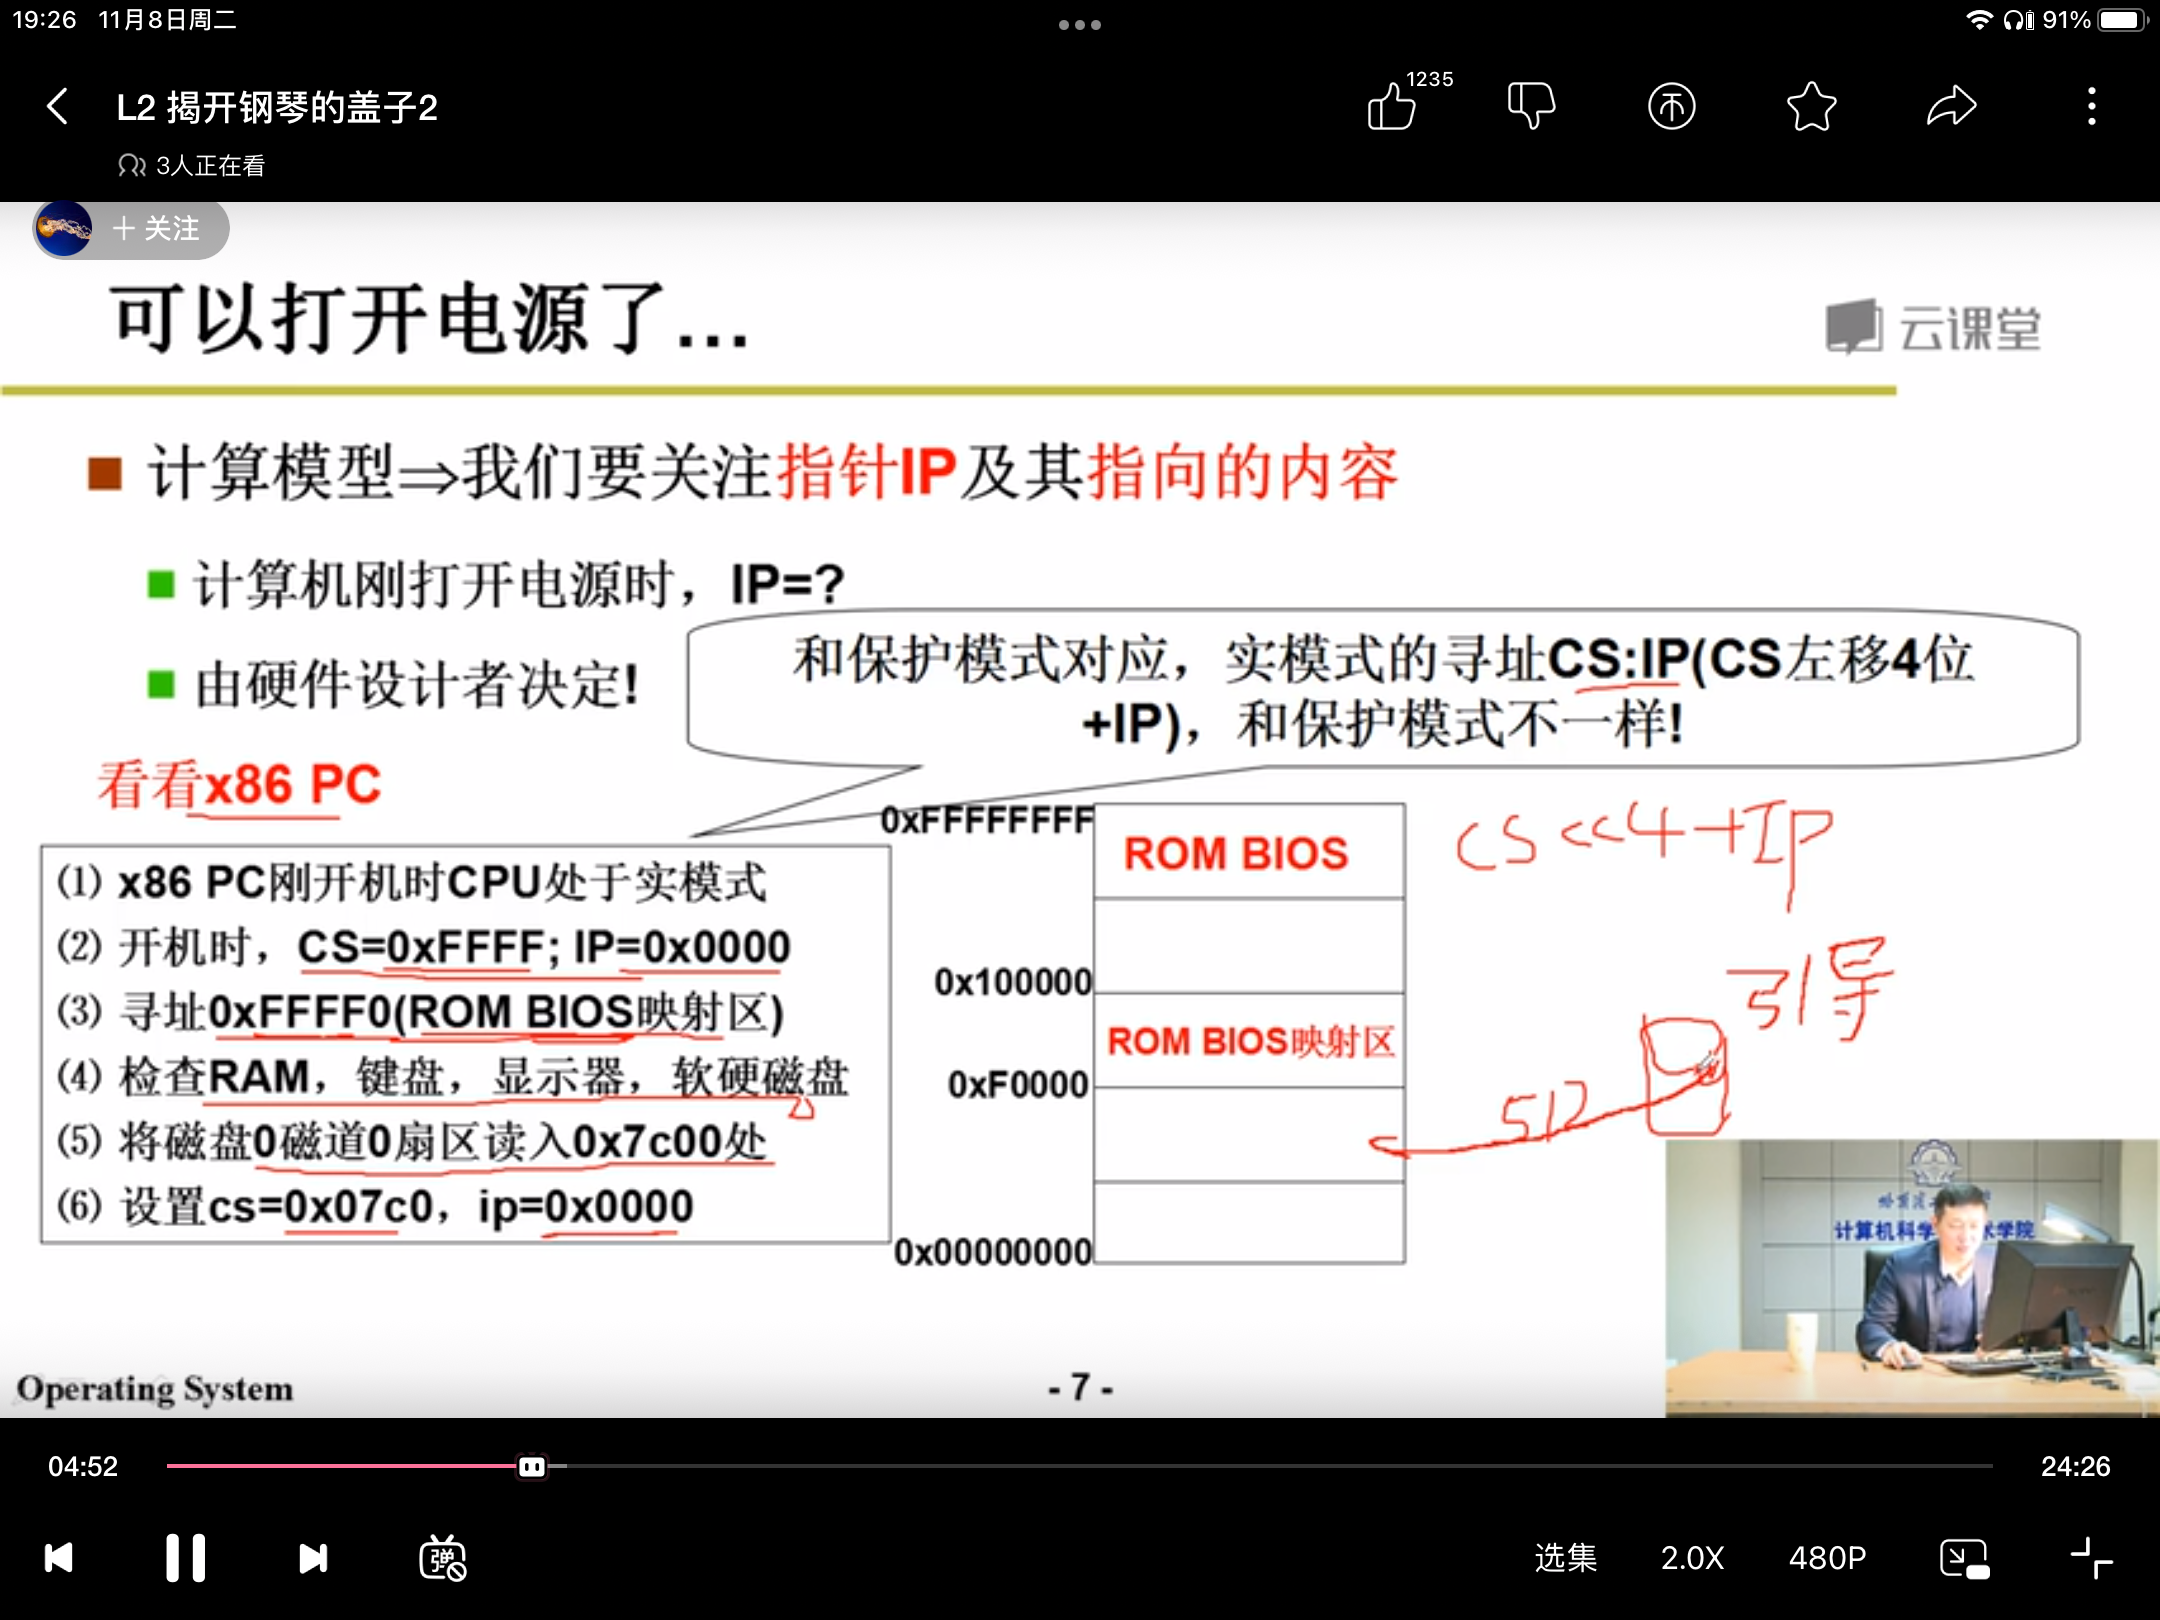 19:26 11月8日周二
91%
L2 揭开钢琴的盖子2
1235
3人正在看
关注
可以打开电源了...
云课堂
计算模型⇒我们要关注指针IP及其指向的内容
计算机刚打开电源时，IP=?
由硬件设计者决定!
和保护模式对应，实模式的寻址CS:IP(CS左移4位
+IP)，和保护模式不一样!
看看x86 PC
(1) x86 PC刚开机时CPU处于实模式
(2) 开机时，CS=0xFFFF; IP=0x0000
(3) 寻址0xFFFF0(ROM BIOS映射区)
(4) 检查RAM，键盘，显示器，软硬磁盘
(5) 将磁盘0磁道0扇区读入0x7c00处
(6) 设置cs=0x07c0，ip=0x0000
0xFFFFFFFF
ROM BIOS
0x100000
ROM BIOS映射区
0xF0000
0x00000000
CS<<4+IP
引导
512
计算机科学 术学院
Operating System
- 7 -
04:52
24:26
弹
选集
2.0X
480P